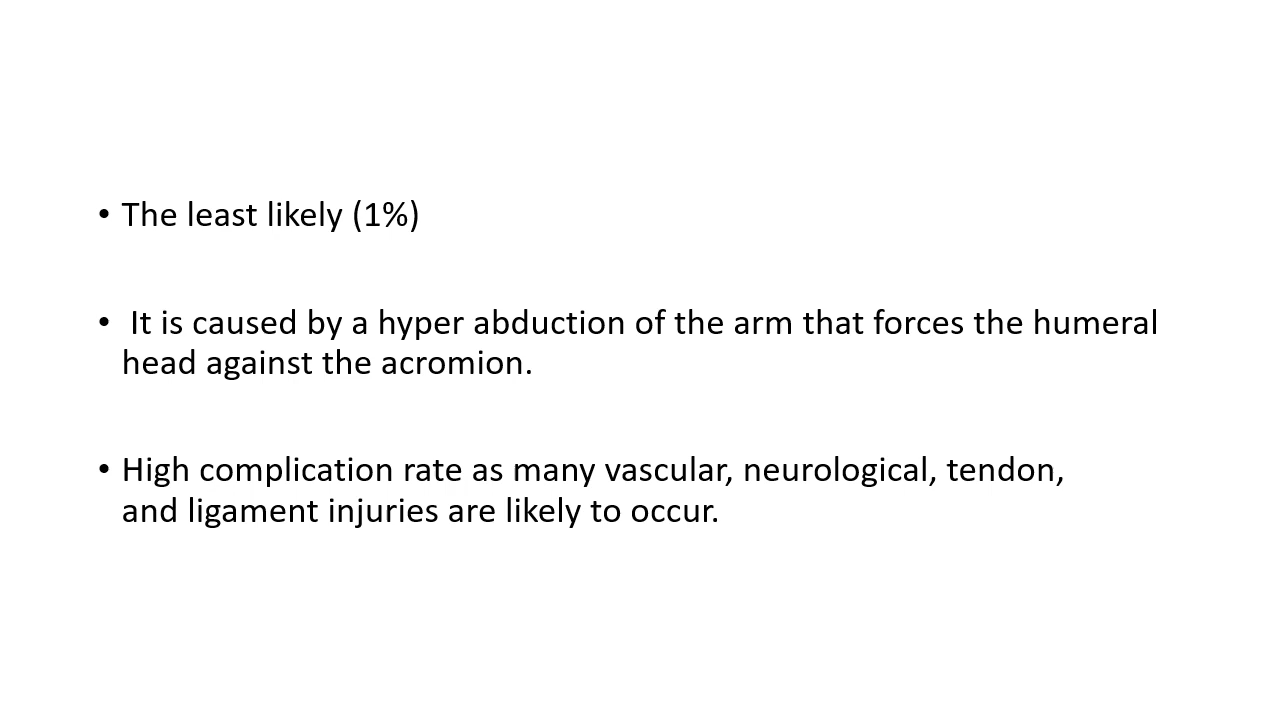 • The least likely (1%)
• It is caused by a hyper abduction of the arm that forces the humeral
head against the acromion.
• High complication rate as many vascular, neurological, tendon,
and ligament injuries are likely to occur.